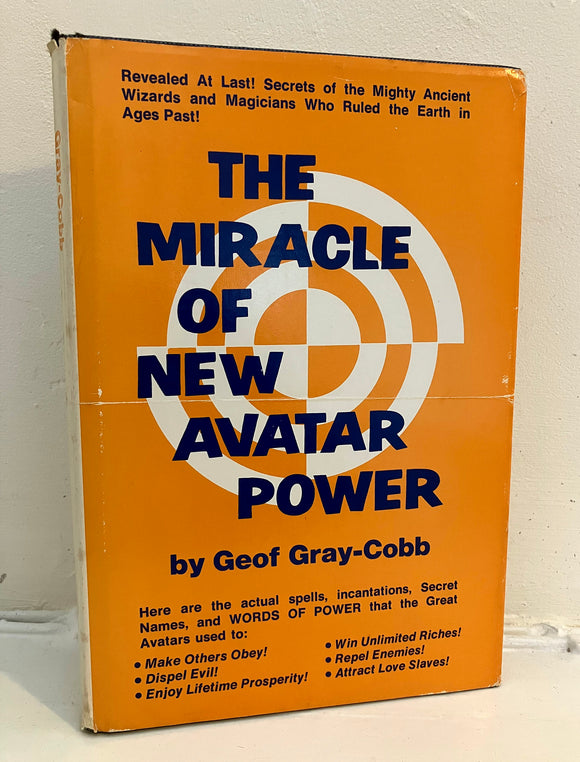 Revealed At Last! Secrets of the Mighty Ancient
Wizards and Magicians Who Ruled the Earth in
Ages Past!
THE
MIRACLE
OF
NEW
AVATAR
POWER
by Geof Gray-Cobb
Here are the actual spells, incantations, Secret
Names, and WORDS OF POWER that the Great
Avatars used to:
• Make Others Obey!
• Dispel Evil!
• Enjoy Lifetime Prosperity!
• Win Unlimited Riches!
• Repel Enemies!
• Attract Love Slaves!
Gray-Cobb